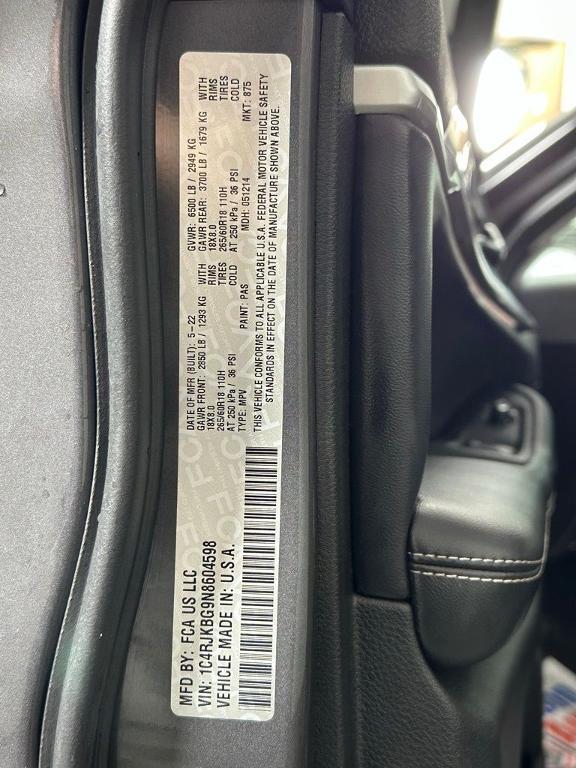 MFD BY: FCA US LLC
VIN: 1C4RJKBG9N8604598
VEHICLE MADE IN: U.S.A.
DATE OF MFR (BUILT): 5-22
GAWR FRONT: 2850 LB / 1293 KG WITH
18X8.0 RIMS
265/60R18 110H TIRES
AT 250 kPa / 36 PSI COLD
TYPE: MPV PAINT: PAS
GVWR: 6500 LB / 2949 KG
GAWR REAR: 3700 LB / 1679 KG WITH
18X8.0 RIMS
265/60R18 110H TIRES
AT 250 kPa / 36 PSI COLD
MDH: 051214 MKT: 875
THIS VEHICLE CONFORMS TO ALL APPLICABLE U.S.A. FEDERAL MOTOR VEHICLE SAFETY
STANDARDS IN EFFECT ON THE DATE OF MANUFACTURE SHOWN ABOVE.